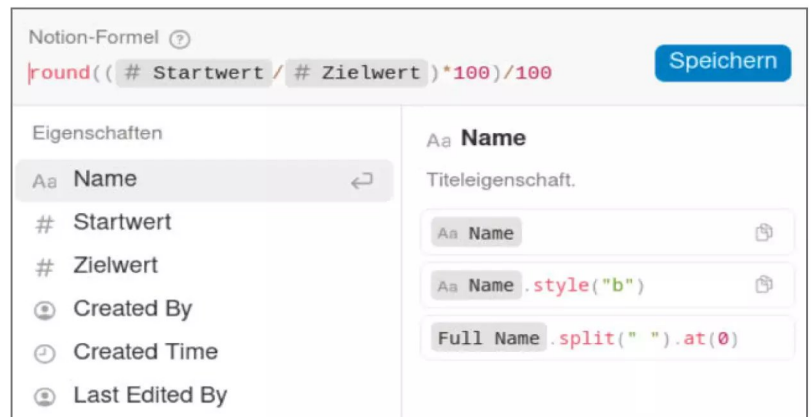 Notion-Formel ?
round(( # Startwert / # Zielwert )*100)/100
Speichern
Eigenschaften
Aa Name
# Startwert
# Zielwert
Created By
Created Time
Last Edited By
Aa Name
Titeleigenschaft.
Aa Name
Aa Name .style("b")
Full Name .split(" ").at(0)